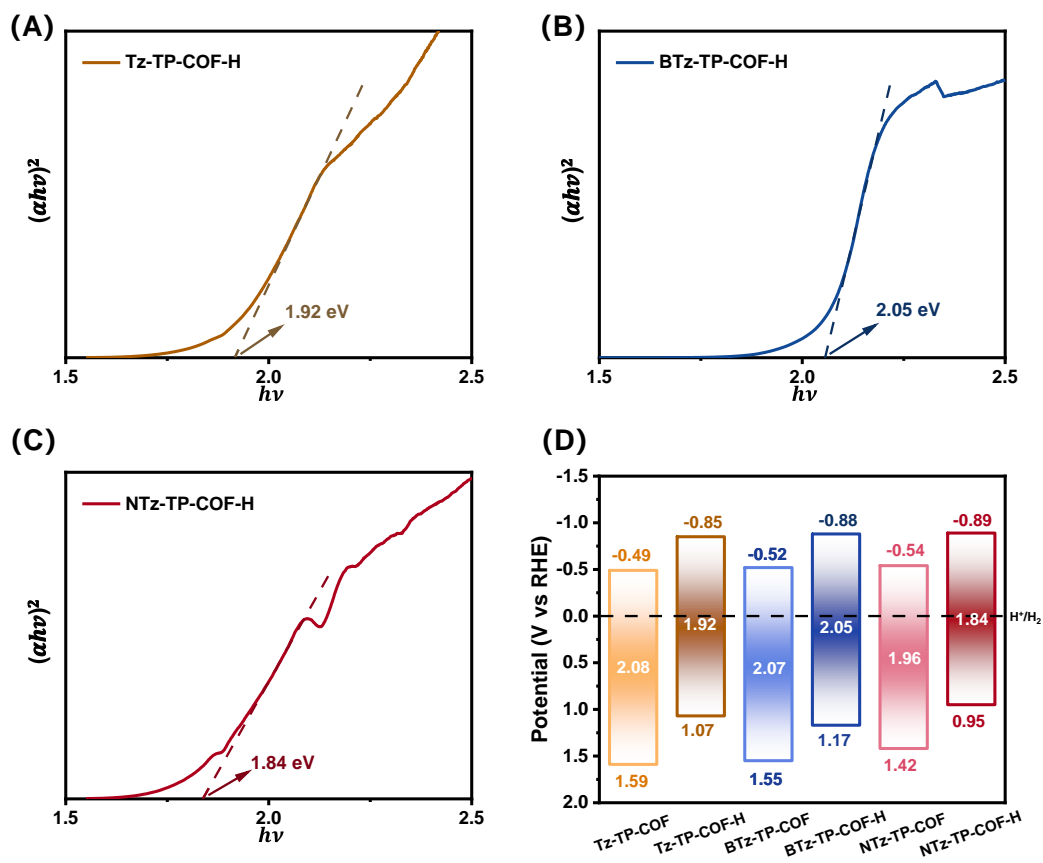 (A)
Tz-TP-COF-H
(αhν)²
1.92 eV
1.5 2.0 2.5
hν
(B)
BTz-TP-COF-H
(αhν)²
2.05 eV
1.5 2.0 2.5
hν
(C)
NTz-TP-COF-H
(αhν)²
1.84 eV
1.5 2.0 2.5
hν
(D)
Potential (V vs RHE)
-1.5
-1.0
-0.5
0.0
0.5
1.0
1.5
2.0
-0.49 -0.85 -0.52 -0.88 -0.54 -0.89
2.08 1.92 2.07 2.05 1.96 1.84
1.59 1.07 1.55 1.17 1.42 0.95
H⁺/H₂
Tz-TP-COF Tz-TP-COF-H BTz-TP-COF BTz-TP-COF-H NTz-TP-COF NTz-TP-COF-H